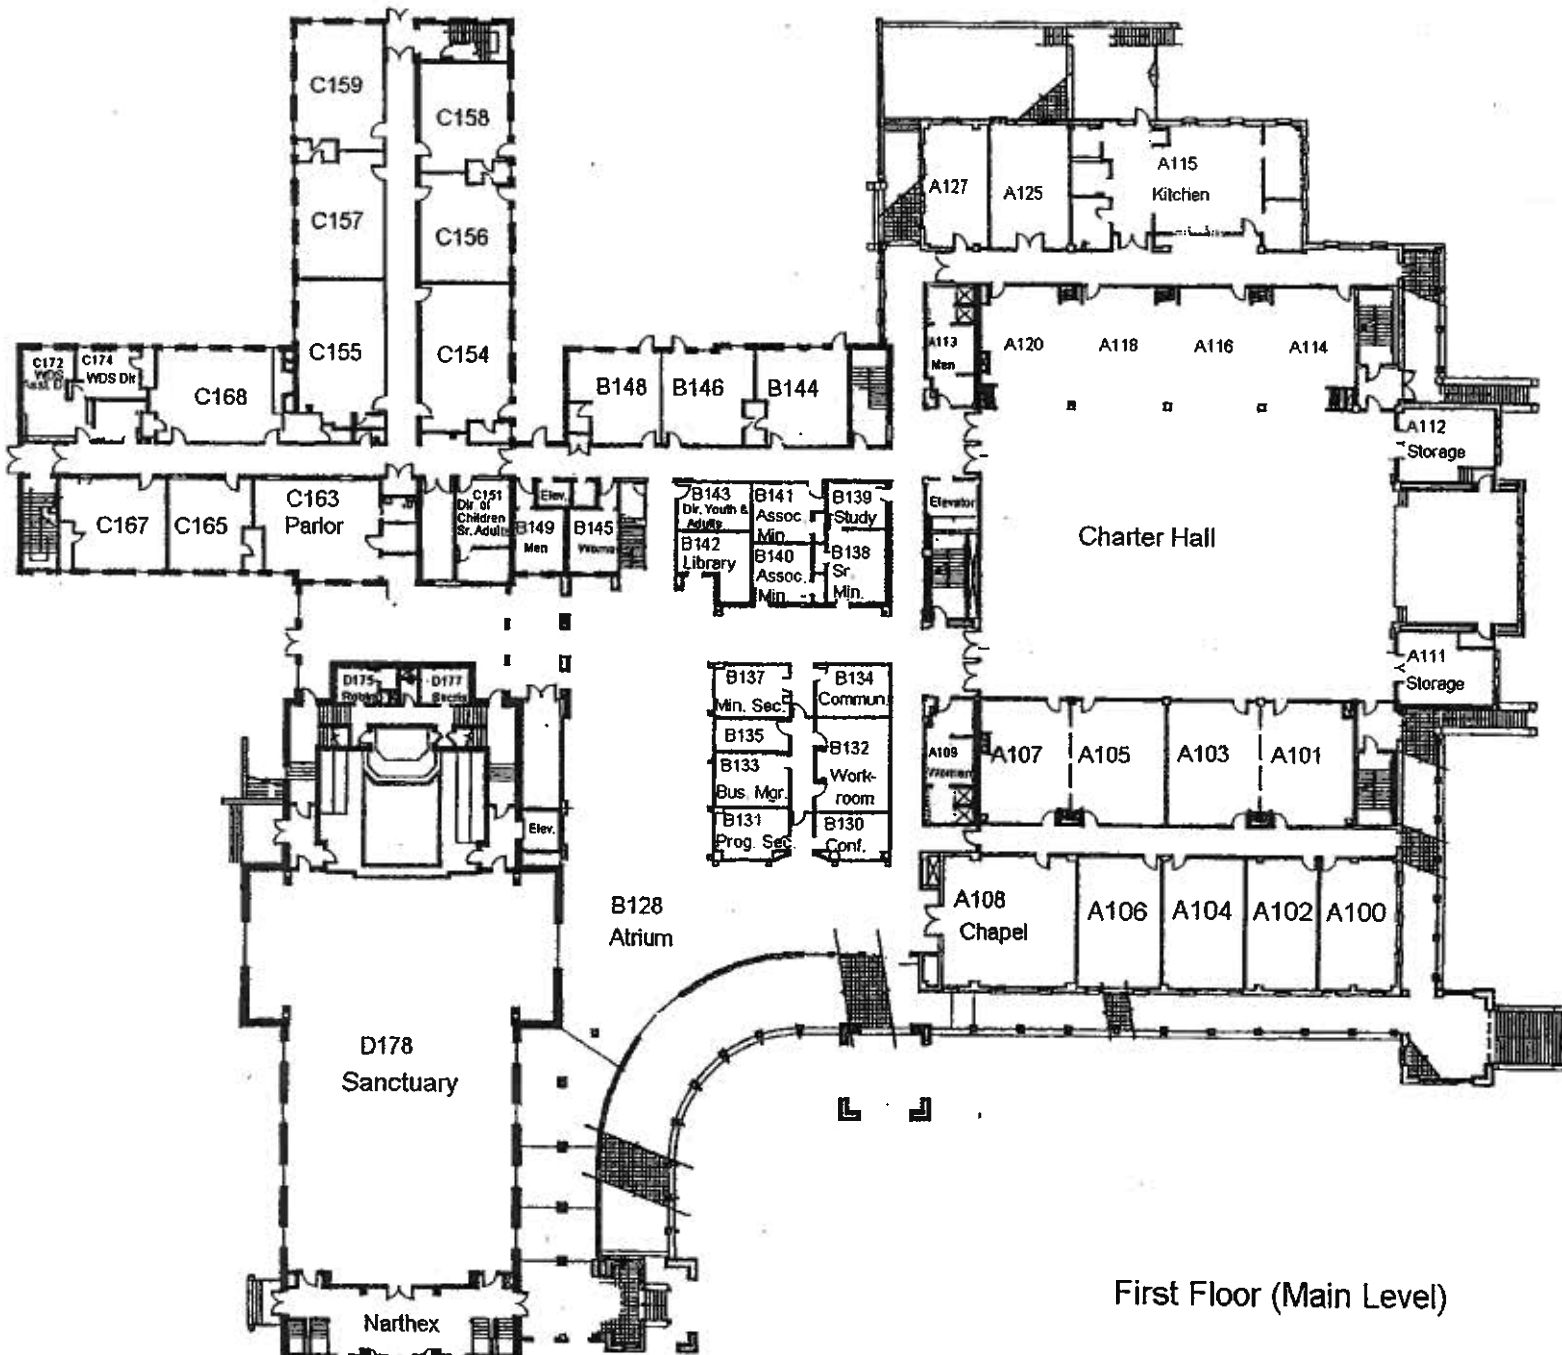 C159
C158
A115
Kitchen
A127
A125
C157
C156
C155
C154
A113
Men
A120
A118
A116
A114
C172
WDS
C174
WDS Dir
C168
B148
B146
B144
A112
Storage
C167
C165
C163
Parlor
C151
Dir of
Children
Sr. Adults
Elev.
B149
Men
B145
Women
B143
Dir. Youth &
Adults
B141
Assoc.
Min.
B139
Study
B142
Library
B140
Assoc.
Min.
B138
Sr.
Min.
Elevator
Charter Hall
D175
D177
B137
Min. Sec.
B134
Commun.
A111
Storage
B135
B132
Work-
room
B133
Bus. Mgr.
B131
Prog. Sec.
B130
Conf.
A109
Women
A107
A105
A103
A101
Elev.
B128
Atrium
A108
Chapel
A106
A104
A102
A100
D178
Sanctuary
First Floor (Main Level)
Narthex